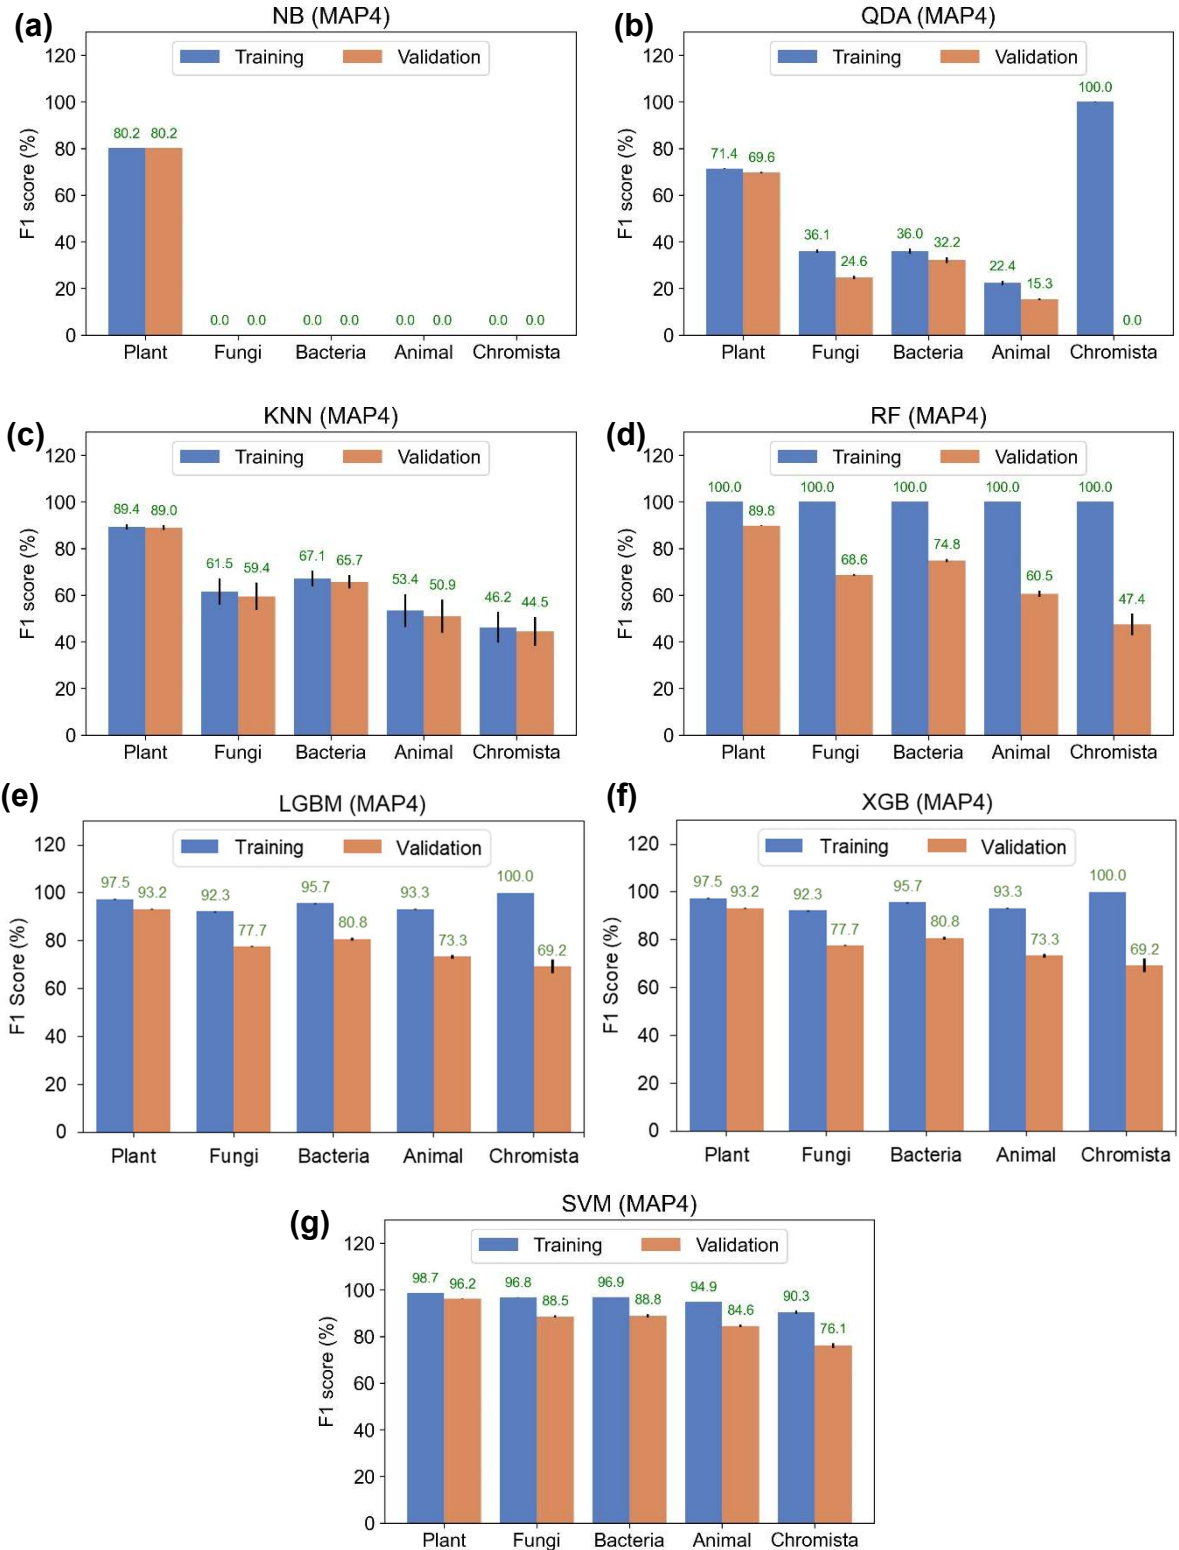 (a)
NB (MAP4)
Training Validation
F1 score (%)
120
100
80
60
40
20
0
80.2 80.2
0.0 0.0
0.0 0.0
0.0 0.0
0.0 0.0
Plant Fungi Bacteria Animal Chromista
(b)
QDA (MAP4)
Training Validation
F1 score (%)
120
100
80
60
40
20
0
71.4 69.6
36.1 24.6
36.0 32.2
22.4 15.3
100.0 0.0
Plant Fungi Bacteria Animal Chromista
(c)
KNN (MAP4)
Training Validation
F1 score (%)
120
100
80
60
40
20
0
89.4 89.0
61.5 59.4
67.1 65.7
53.4 50.9
46.2 44.5
Plant Fungi Bacteria Animal Chromista
(d)
RF (MAP4)
Training Validation
F1 score (%)
120
100
80
60
40
20
0
100.0 89.8
100.0 68.6
100.0 74.8
100.0 60.5
100.0 47.4
Plant Fungi Bacteria Animal Chromista
(e)
LGBM (MAP4)
Training Validation
F1 Score (%)
120
100
80
60
40
20
0
97.5 93.2
92.3 77.7
95.7 80.8
93.3 73.3
100.0 69.2
Plant Fungi Bacteria Animal Chromista
(f)
XGB (MAP4)
Training Validation
F1 Score (%)
120
100
80
60
40
20
0
97.5 93.2
92.3 77.7
95.7 80.8
93.3 73.3
100.0 69.2
Plant Fungi Bacteria Animal Chromista
(g)
SVM (MAP4)
Training Validation
F1 score (%)
120
100
80
60
40
20
0
98.7 96.2
96.8 88.5
96.9 88.8
94.9 84.6
90.3 76.1
Plant Fungi Bacteria Animal Chromista